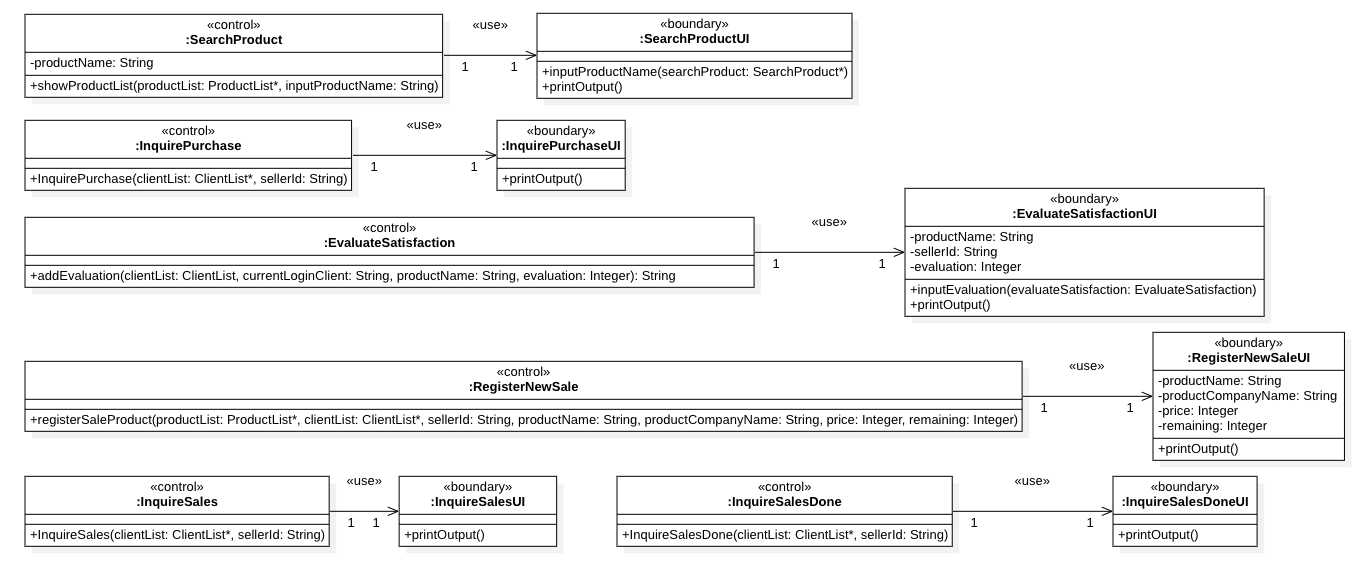 «control»
:SearchProduct
-productName: String
+showProductList(productList: ProductList*, inputProductName: String)
«use»
1
1
«boundary»
:SearchProductUI
+inputProductName(searchProduct: SearchProduct*)
+printOutput()
«control»
:InquirePurchase
+InquirePurchase(clientList: ClientList*, sellerId: String)
«use»
1
1
«boundary»
:InquirePurchaseUI
+printOutput()
«control»
:EvaluateSatisfaction
+addEvaluation(clientList: ClientList, currentLoginClient: String, productName: String, evaluation: Integer): String
«use»
1
1
«boundary»
:EvaluateSatisfactionUI
-productName: String
-sellerId: String
-evaluation: Integer
+inputEvaluation(evaluateSatisfaction: EvaluateSatisfaction)
+printOutput()
«control»
:RegisterNewSale
+registerSaleProduct(productList: ProductList*, clientList: ClientList*, sellerId: String, productName: String, productCompanyName: String, price: Integer, remaining: Integer)
«use»
1
1
«boundary»
:RegisterNewSaleUI
-productName: String
-productCompanyName: String
-price: Integer
-remaining: Integer
+printOutput()
«control»
:InquireSales
+InquireSales(clientList: ClientList*, sellerId: String)
«use»
1
1
«boundary»
:InquireSalesUI
+printOutput()
«control»
:InquireSalesDone
+InquireSalesDone(clientList: ClientList*, sellerId: String)
«use»
1
1
«boundary»
:InquireSalesDoneUI
+printOutput()